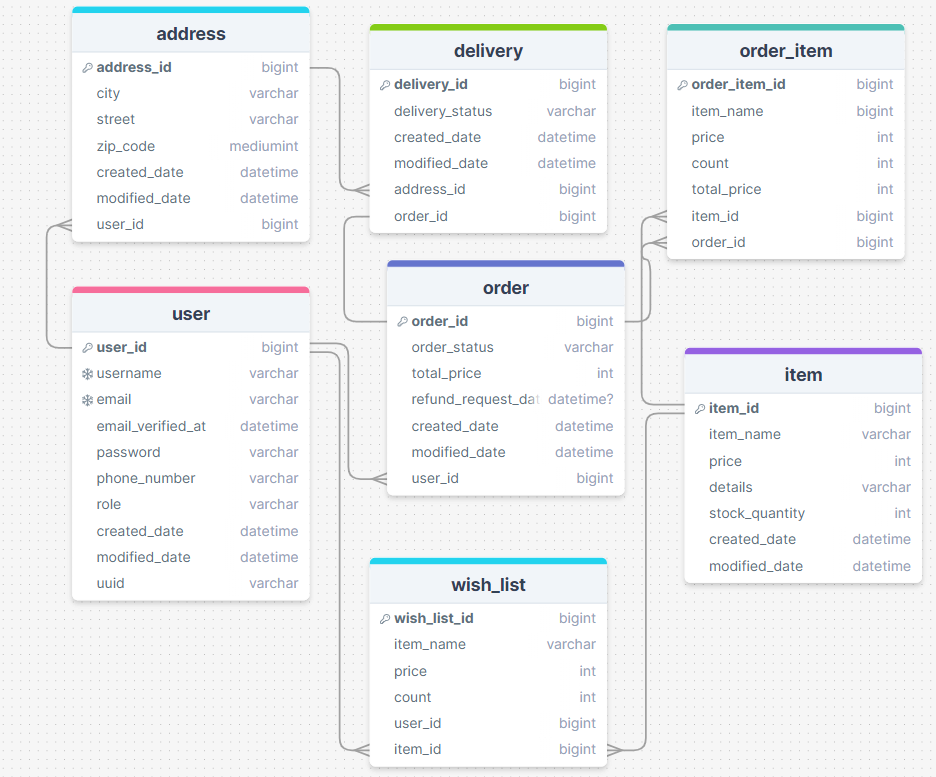 address
address_id bigint
city varchar
street varchar
zip_code mediumint
created_date datetime
modified_date datetime
user_id bigint
delivery
delivery_id bigint
delivery_status varchar
created_date datetime
modified_date datetime
address_id bigint
order_id bigint
order_item
order_item_id bigint
item_name bigint
price int
count int
total_price int
item_id bigint
order_id bigint
user
user_id bigint
username varchar
email varchar
email_verified_at datetime
password varchar
phone_number varchar
role varchar
created_date datetime
modified_date datetime
uuid varchar
order
order_id bigint
order_status varchar
total_price int
refund_request_dat datetime?
created_date datetime
modified_date datetime
user_id bigint
item
item_id bigint
item_name varchar
price int
details varchar
stock_quantity int
created_date datetime
modified_date datetime
wish_list
wish_list_id bigint
item_name varchar
price int
count int
user_id bigint
item_id bigint